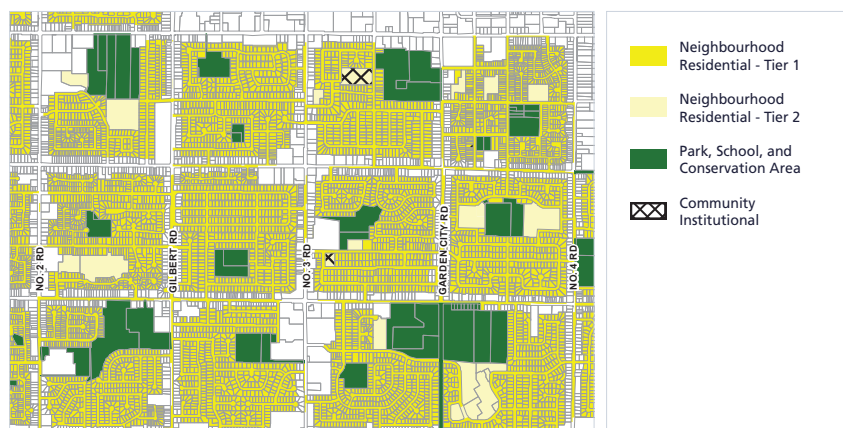 Neighbourhood
Residential - Tier 1
Neighbourhood
Residential - Tier 2
Park, School, and
Conservation Area
Community
Institutional
NO. 2 RD
GILBERT RD
NO. 3 RD
GARDEN CITY RD
NO. 4 RD